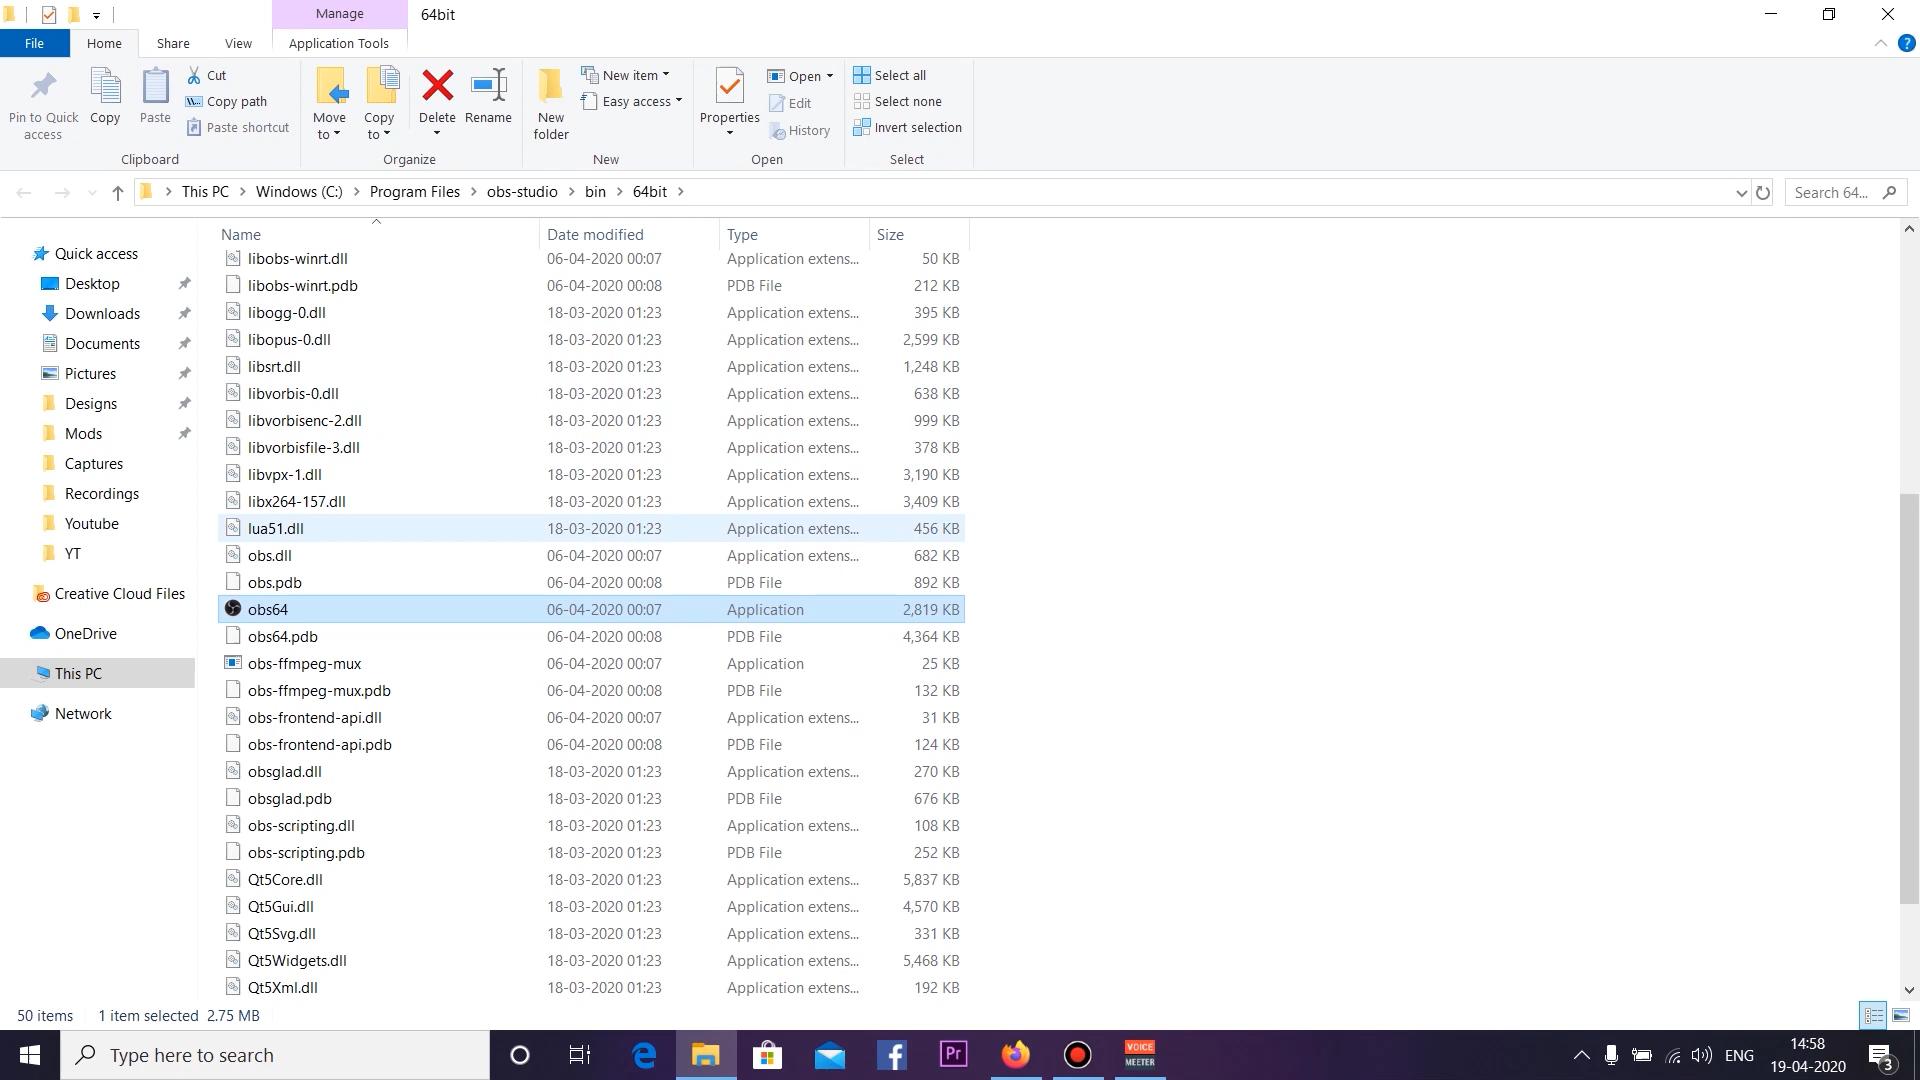 Manage
64bit
File
Home
Share
View
Application Tools
Pin to Quick access
Copy
Paste
Cut
Copy path
Paste shortcut
Move to
Copy to
Delete
Rename
New folder
New item
Easy access
Properties
Open
Edit
History
Select all
Select none
Invert selection
Clipboard
Organize
New
Open
Select
This PC > Windows (C:) > Program Files > obs-studio > bin > 64bit >
Search 64...
Quick access
Desktop
Downloads
Documents
Pictures
Designs
Mods
Captures
Recordings
Youtube
YT
Creative Cloud Files
OneDrive
This PC
Network
Name Date modified Type Size
libobs-winrt.dll 06-04-2020 00:07 Application extens... 50 KB
libobs-winrt.pdb 06-04-2020 00:08 PDB File 212 KB
libogg-0.dll 18-03-2020 01:23 Application extens... 395 KB
libopus-0.dll 18-03-2020 01:23 Application extens... 2,599 KB
libsrt.dll 18-03-2020 01:23 Application extens... 1,248 KB
libvorbis-0.dll 18-03-2020 01:23 Application extens... 638 KB
libvorbisenc-2.dll 18-03-2020 01:23 Application extens... 999 KB
libvorbisfile-3.dll 18-03-2020 01:23 Application extens... 378 KB
libvpx-1.dll 18-03-2020 01:23 Application extens... 3,190 KB
libx264-157.dll 18-03-2020 01:23 Application extens... 3,409 KB
lua51.dll 18-03-2020 01:23 Application extens... 456 KB
obs.dll 06-04-2020 00:07 Application extens... 682 KB
obs.pdb 06-04-2020 00:08 PDB File 892 KB
obs64 06-04-2020 00:07 Application 2,819 KB
obs64.pdb 06-04-2020 00:08 PDB File 4,364 KB
obs-ffmpeg-mux 06-04-2020 00:07 Application 25 KB
obs-ffmpeg-mux.pdb 06-04-2020 00:08 PDB File 132 KB
obs-frontend-api.dll 06-04-2020 00:07 Application extens... 31 KB
obs-frontend-api.pdb 06-04-2020 00:08 PDB File 124 KB
obsglad.dll 18-03-2020 01:23 Application extens... 270 KB
obsglad.pdb 18-03-2020 01:23 PDB File 676 KB
obs-scripting.dll 18-03-2020 01:23 Application extens... 108 KB
obs-scripting.pdb 18-03-2020 01:23 PDB File 252 KB
Qt5Core.dll 18-03-2020 01:23 Application extens... 5,837 KB
Qt5Gui.dll 18-03-2020 01:23 Application extens... 4,570 KB
Qt5Svg.dll 18-03-2020 01:23 Application extens... 331 KB
Qt5Widgets.dll 18-03-2020 01:23 Application extens... 5,468 KB
Qt5Xml.dll 18-03-2020 01:23 Application extens... 192 KB
50 items 1 item selected 2.75 MB
Type here to search
Pr
VOICE
MEETER
ENG
14:58
19-04-2020
3